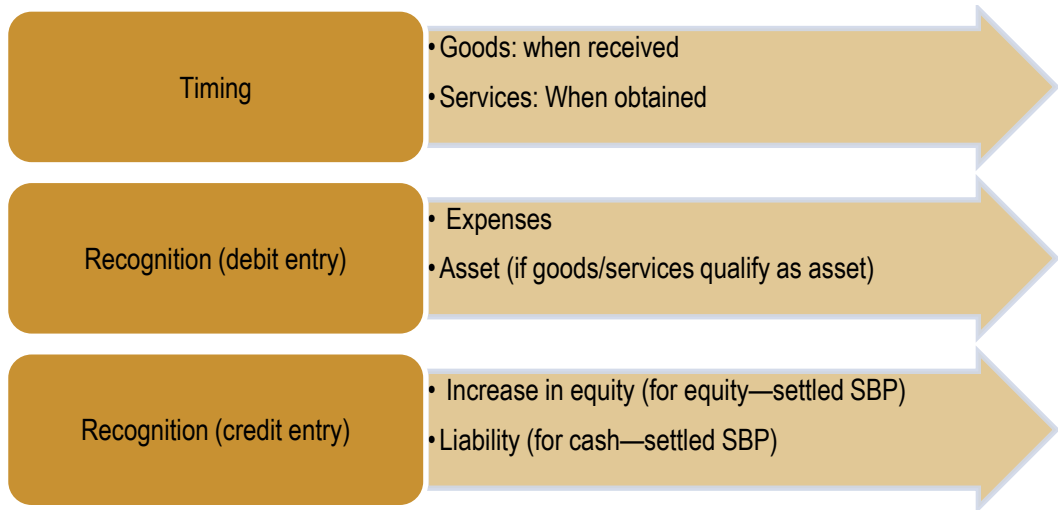 Timing
•Goods: when received
•Services: When obtained
Recognition (debit entry)
• Expenses
•Asset (if goods/services qualify as asset)
Recognition (credit entry)
• Increase in equity (for equity—settled SBP)
•Liability (for cash—settled SBP)